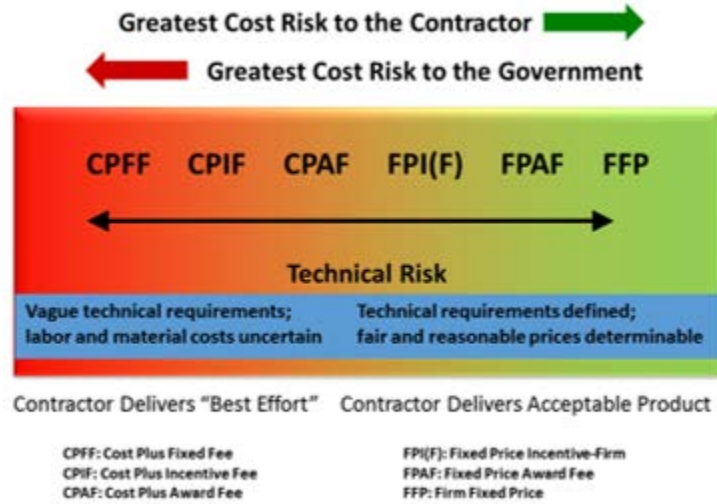 Greatest Cost Risk to the Contractor
Greatest Cost Risk to the Government
CPFF CPIF CPAF FPI(F) FPAF FFP
Technical Risk
Vague technical requirements;
labor and material costs uncertain
Technical requirements defined;
fair and reasonable prices determinable
Contractor Delivers “Best Effort”
Contractor Delivers Acceptable Product
CPFF: Cost Plus Fixed Fee
CPIF: Cost Plus Incentive Fee
CPAF: Cost Plus Award Fee
FPI(F): Fixed Price Incentive-Firm
FPAF: Fixed Price Award Fee
FFP: Firm Fixed Price